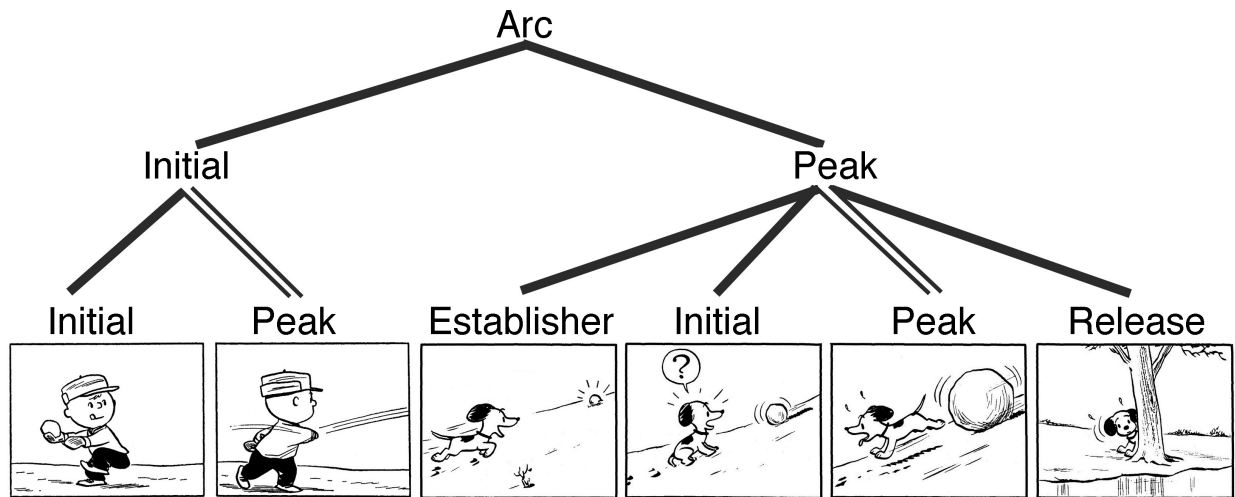 Arc
Initial Peak
Initial Peak Establisher Initial Peak Release
?